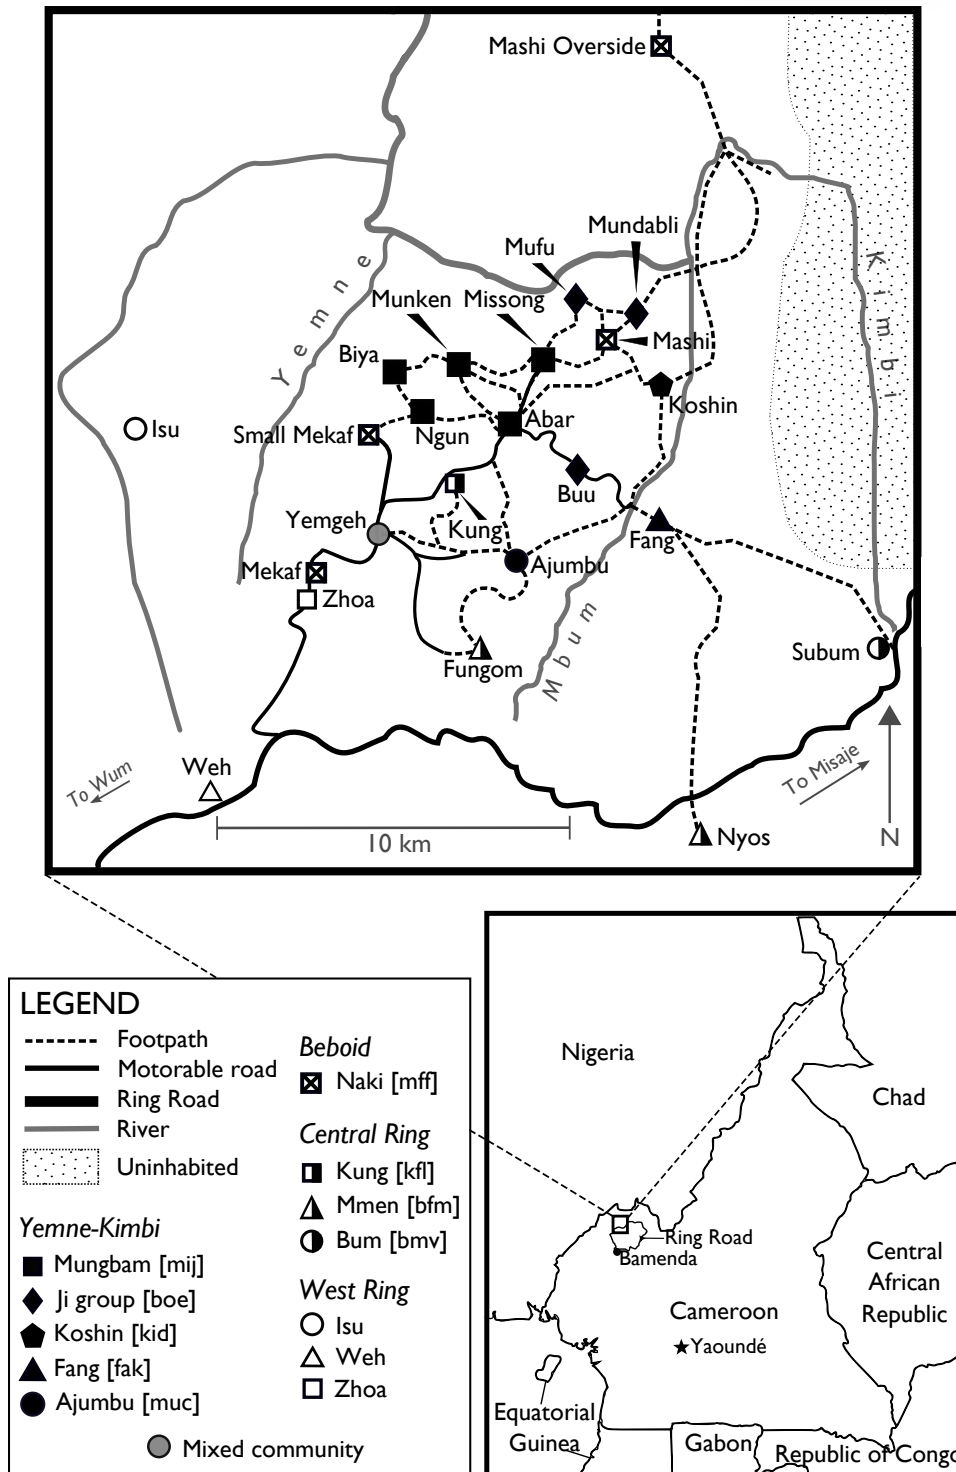 Mashi Overside
Mundabli
Mufu
Munken
Missong
Mashi
Biya
Koshin
Isu
Small Mekaf
Ngun
Abar
Buu
Yemgeh
Kung
Fang
Mekaf
Ajumbu
Zhoa
Fungom
Subum
Weh
Nyos
Yemne
Kimbi
Mbum
To Wum
To Misaje
10 km
N
LEGEND
Footpath
Motorable road
Ring Road
River
Uninhabited
Yemne-Kimbi
Mungbam [mij]
Ji group [boe]
Koshin [kid]
Fang [fak]
Ajumbu [muc]
Beboid
Naki [mff]
Central Ring
Kung [kfl]
Mmen [bfm]
Bum [bmv]
West Ring
Isu
Weh
Zhoa
Mixed community
Nigeria
Chad
Ring Road
Bamenda
Central
African
Republic
Cameroon
Yaoundé
Equatorial
Guinea
Gabon
Republic of Congo